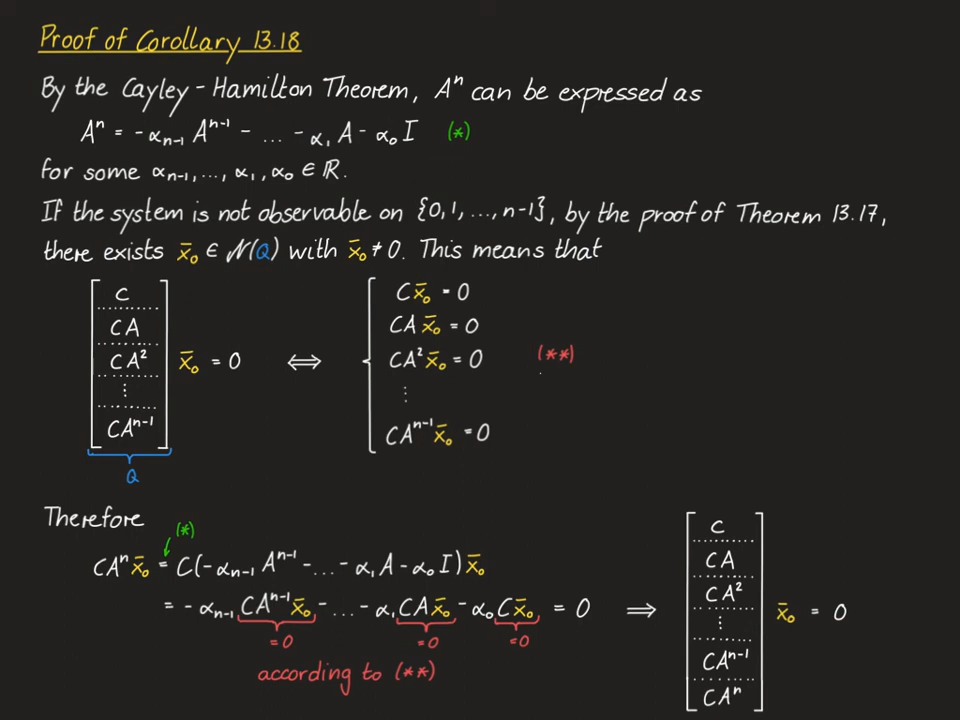 Proof of Corollary 13.18
By the Cayley-Hamilton Theorem, Aⁿ can be expressed as
Aⁿ = -αₙ₋₁ Aⁿ⁻¹ - ... - α₁ A - α₀ I (*)
for some αₙ₋₁, ..., α₁, α₀ ∈ ℝ.
If the system is not observable on {0, 1, ..., n-1}, by the proof of Theorem 13.17,
there exists x̄₀ ∈ N(Q) with x̄₀ ≠ 0. This means that
C
CA
CA²
⋮
CAⁿ⁻¹
x̄₀ = 0
Q
⟺
Cx̄₀ = 0
CAx̄₀ = 0
CA²x̄₀ = 0
⋮
CAⁿ⁻¹x̄₀ = 0
(**)
Therefore
(*)
CAⁿx̄₀ = C(-αₙ₋₁ Aⁿ⁻¹ - ... - α₁ A - α₀ I) x̄₀
= -αₙ₋₁ CAⁿ⁻¹x̄₀ - ... - α₁ CAx̄₀ - α₀ Cx̄₀ = 0 ⟹
=0 =0 =0
according to (**)
C
CA
CA²
⋮
CAⁿ⁻¹
CAⁿ
x̄₀ = 0